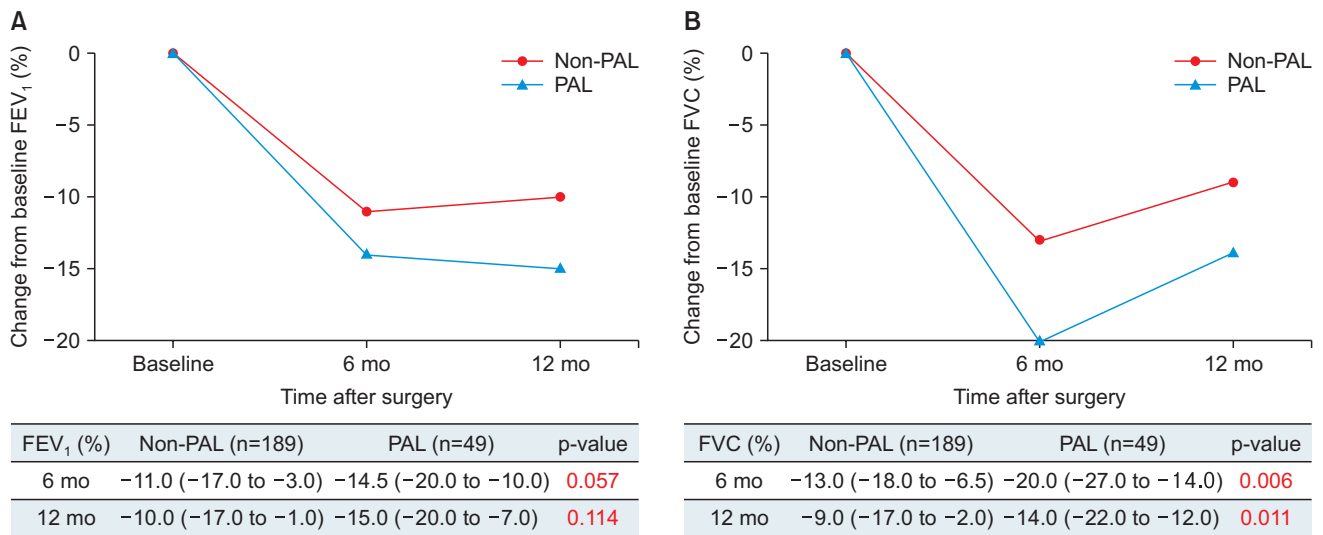 A
Change from baseline FEV₁ (%)
0
−5
−10
−15
−20
Non-PAL
PAL
Baseline 6 mo 12 mo
Time after surgery
FEV₁ (%) Non-PAL (n=189) PAL (n=49) p-value
6 mo −11.0 (−17.0 to −3.0) −14.5 (−20.0 to −10.0) 0.057
12 mo −10.0 (−17.0 to −1.0) −15.0 (−20.0 to −7.0) 0.114
B
Change from baseline FVC (%)
0
−5
−10
−15
−20
Non-PAL
PAL
Baseline 6 mo 12 mo
Time after surgery
FVC (%) Non-PAL (n=189) PAL (n=49) p-value
6 mo −13.0 (−18.0 to −6.5) −20.0 (−27.0 to −14.0) 0.006
12 mo −9.0 (−17.0 to −2.0) −14.0 (−22.0 to −12.0) 0.011